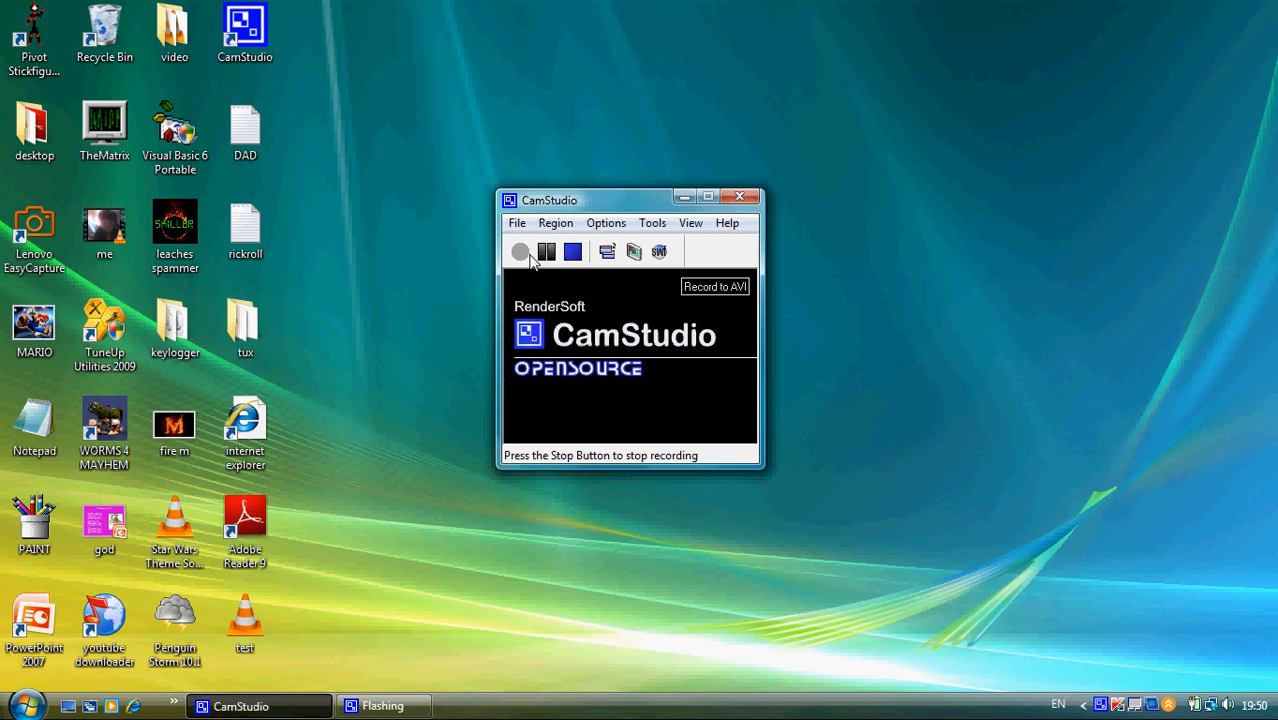 Pivot Stickfigu...
Recycle Bin
video
CamStudio
desktop
TheMatrix
Visual Basic 6 Portable
DAD
Lenovo EasyCapture
me
leaches spammer
rickroll
MARIO
TuneUp Utilities 2009
keylogger
tux
Notepad
WORMS 4 MAYHEM
fire m
internet explorer
PAINT
god
Star Wars Theme So...
Adobe Reader 9
PowerPoint 2007
youtube downloader
Penguin Storm 10.1
test
CamStudio
File Region Options Tools View Help
SWF
Record to AVI
RenderSoft
CamStudio
OPENSOURCE
Press the Stop Button to stop recording
CamStudio
Flashing
EN
19:50